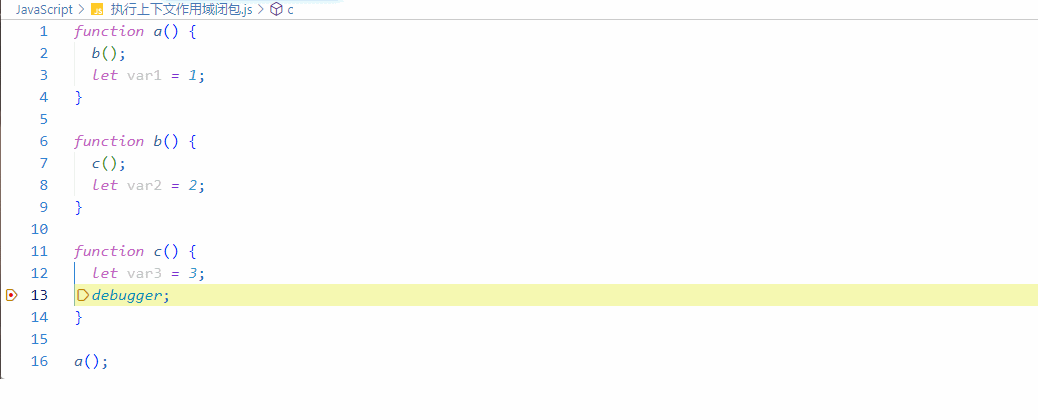 JavaScript > JS 执行上下文作用域闭包.js > c
1 function a() {
2 b();
3 let var1 = 1;
4 }
5
6 function b() {
7 c();
8 let var2 = 2;
9 }
10
11 function c() {
12 let var3 = 3;
13 debugger;
14 }
15
16 a();